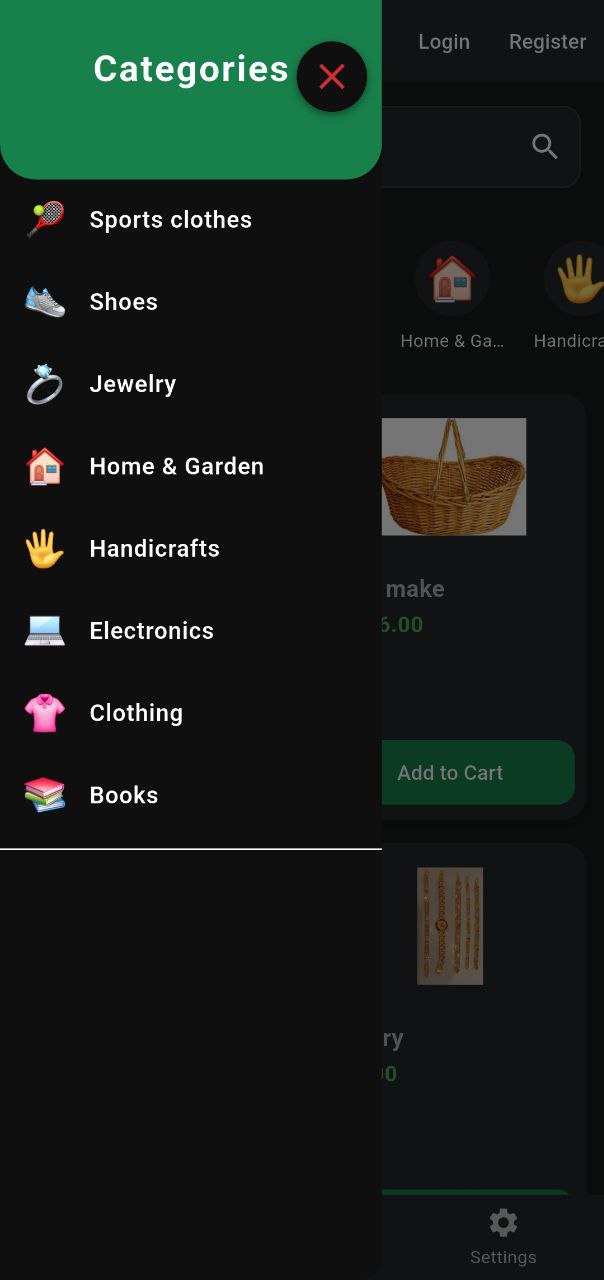 Categories
Login
Register
Sports clothes
Shoes
Jewelry
Home & Garden
Handicrafts
Electronics
Clothing
Books
Home & Ga...
Handicra
make
6.00
Add to Cart
ry
00
Settings